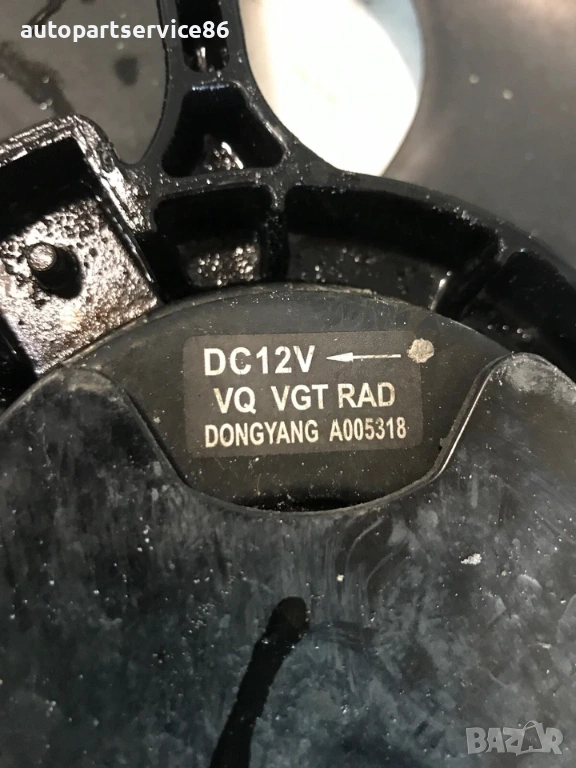 autopartservice86
DC12V
VQ VGT RAD
DONGYANG A005318
BAZAR